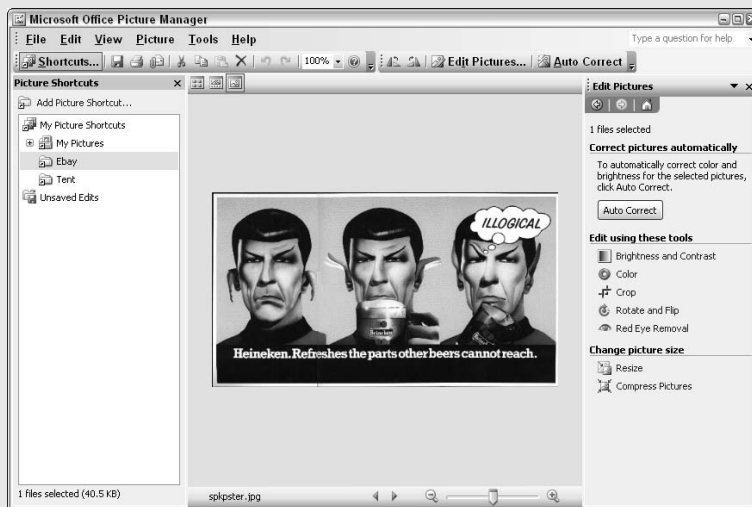 Microsoft Office Picture Manager
File Edit View Picture Tools Help
Type a question for help
Shortcuts... 100% Edit Pictures... Auto Correct
Picture Shortcuts
Add Picture Shortcut...
My Picture Shortcuts
My Pictures
Ebay
Tent
Unsaved Edits
1 files selected (40.5 KB)
ILLOGICAL
Heineken
Heineken. Refreshes the parts other beers cannot reach.
spkpster.jpg
Edit Pictures
1 files selected
Correct pictures automatically
To automatically correct color and
brightness for the selected pictures,
click Auto Correct.
Auto Correct
Edit using these tools
Brightness and Contrast
Color
Crop
Rotate and Flip
Red Eye Removal
Change picture size
Resize
Compress Pictures